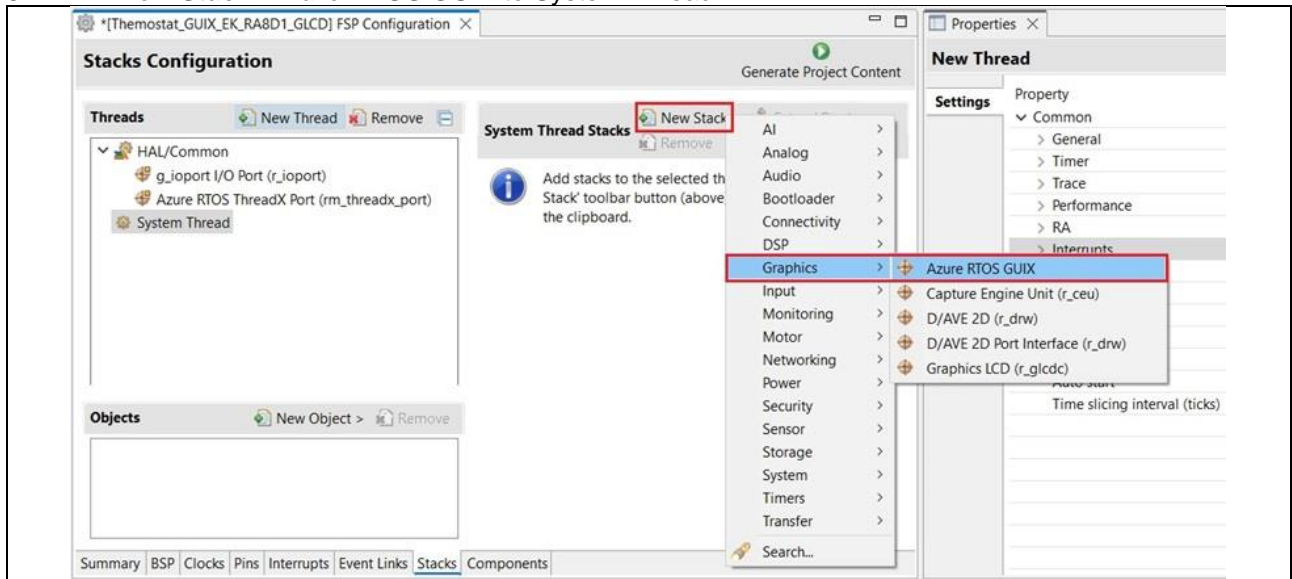 *[Themostat_GUIX_EK_RA8D1_GLCD] FSP Configuration
Stacks Configuration
Generate Project Content
Threads
New Thread
Remove
HAL/Common
g_ioport I/O Port (r_ioport)
Azure RTOS ThreadX Port (rm_threadx_port)
System Thread
Objects
New Object >
Remove
System Thread Stacks
New Stack
Remove
Add stacks to the selected th
Stack' toolbar button (above
the clipboard.
AI
Analog
Audio
Bootloader
Connectivity
DSP
Graphics
Input
Monitoring
Motor
Networking
Power
Security
Sensor
Storage
System
Timers
Transfer
Search...
Azure RTOS GUIX
Capture Engine Unit (r_ceu)
D/AVE 2D (r_drw)
D/AVE 2D Port Interface (r_drw)
Graphics LCD (r_glcdc)
Properties
New Thread
Settings
Property
Common
General
Timer
Trace
Performance
RA
Interrupts
Auto start
Time slicing interval (ticks)
Summary BSP Clocks Pins Interrupts Event Links Stacks Components